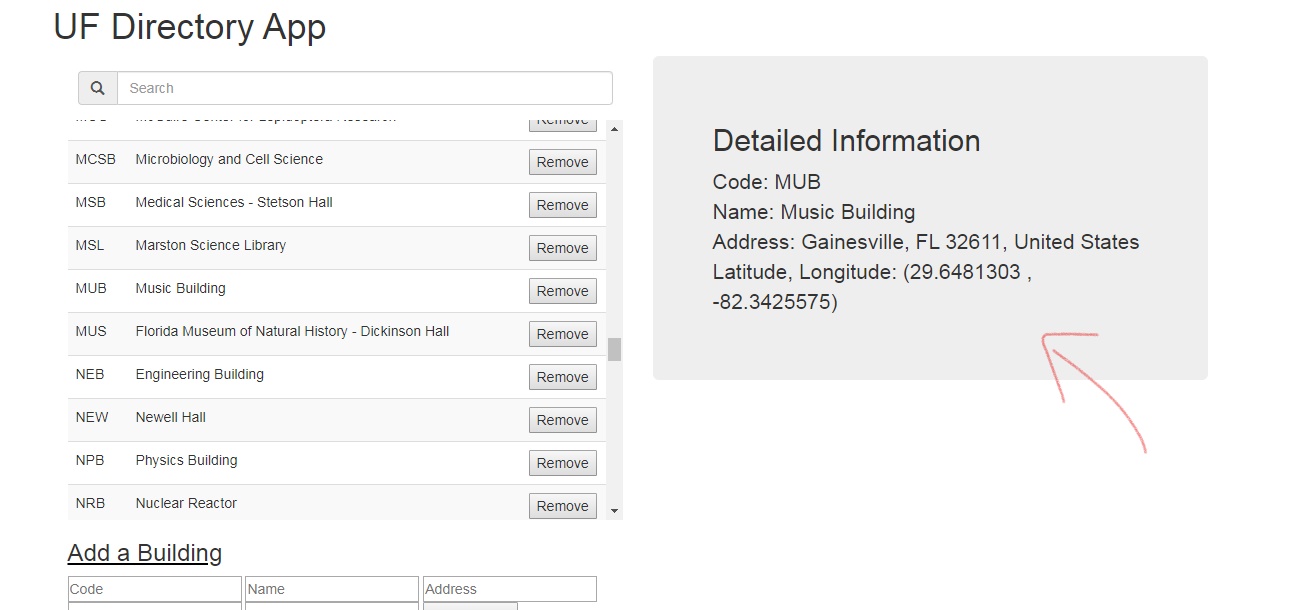 UF Directory App
Search
MCSB Microbiology and Cell Science Remove
MSB Medical Sciences - Stetson Hall Remove
MSL Marston Science Library Remove
MUB Music Building Remove
MUS Florida Museum of Natural History - Dickinson Hall Remove
NEB Engineering Building Remove
NEW Newell Hall Remove
NPB Physics Building Remove
NRB Nuclear Reactor Remove
Add a Building
Code Name Address
Detailed Information
Code: MUB
Name: Music Building
Address: Gainesville, FL 32611, United States
Latitude, Longitude: (29.6481303 ,
-82.3425575)